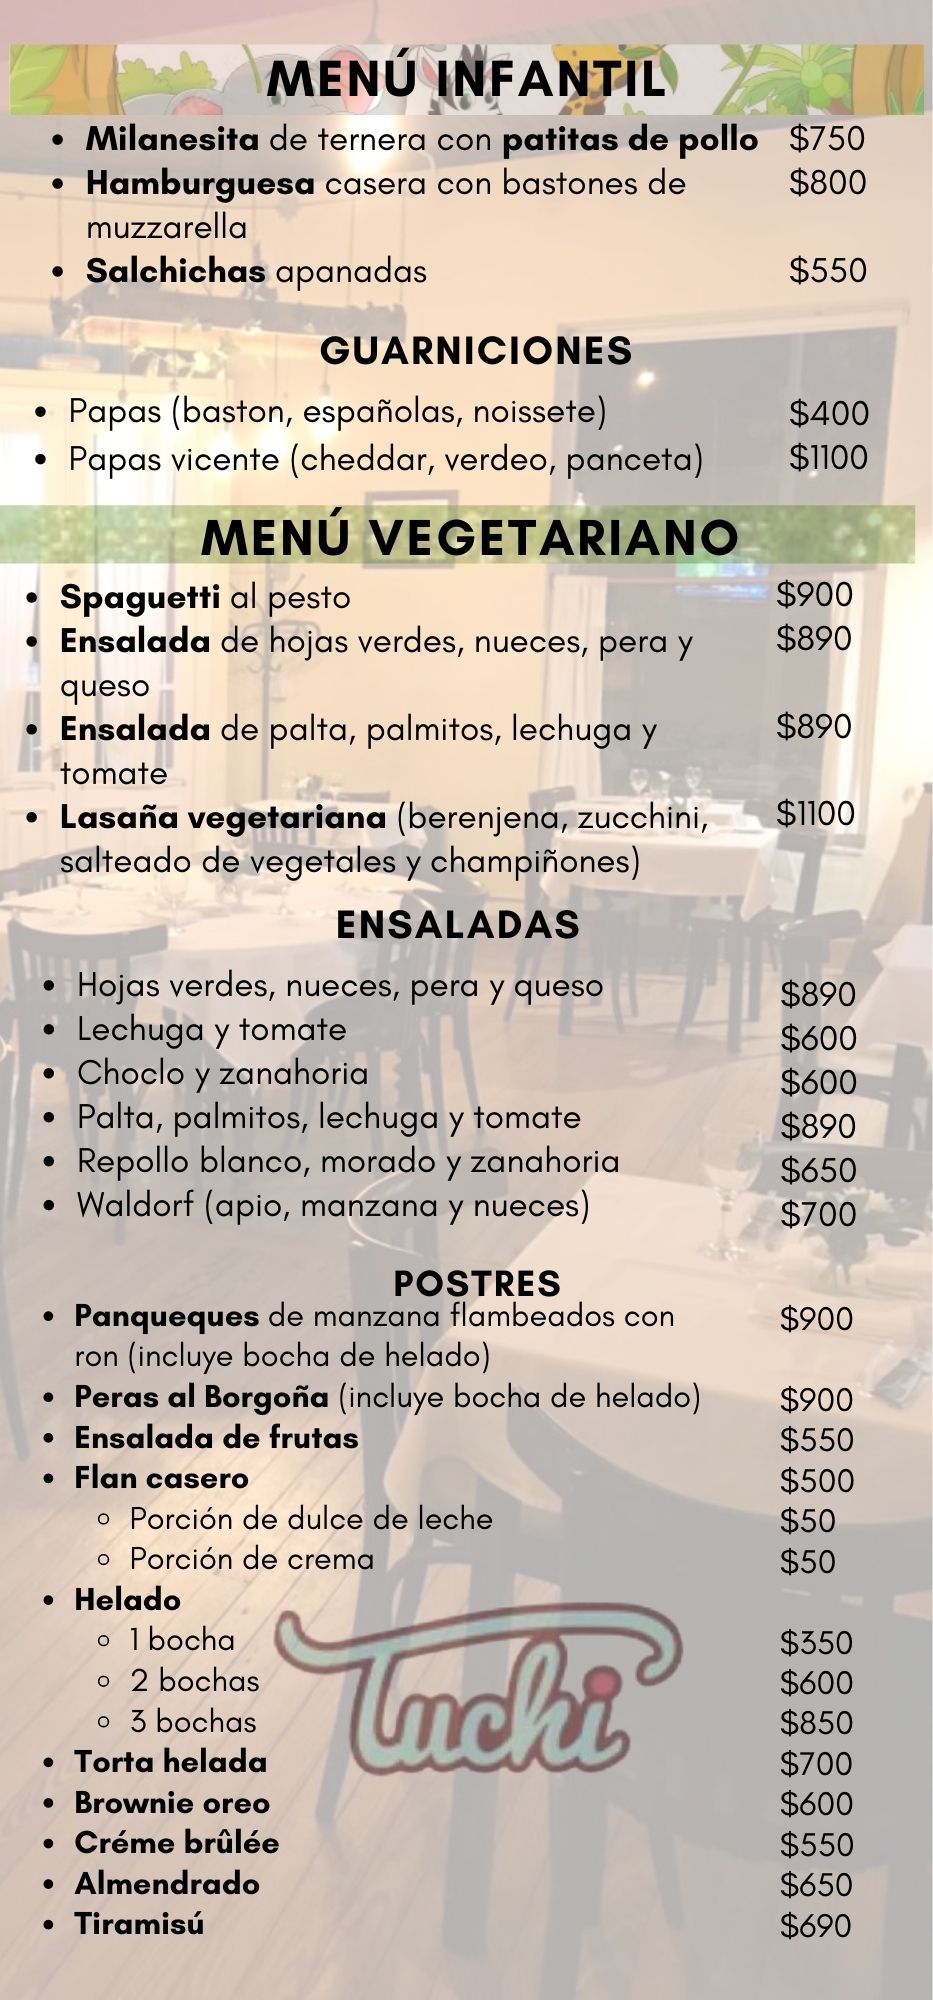 MENÚ INFANTIL
• Milanesita de ternera con patitas de pollo $750
• Hamburguesa casera con bastones de $800
muzzarella
• Salchichas apanadas $550
GUARNICIONES
• Papas (baston, españolas, noissete) $400
• Papas vicente (cheddar, verdeo, panceta) $1100
MENÚ VEGETARIANO
• Spaguetti al pesto $900
• Ensalada de hojas verdes, nueces, pera y $890
queso
• Ensalada de palta, palmitos, lechuga y $890
tomate
• Lasaña vegetariana (berenjena, zucchini, $1100
salteado de vegetales y champiñones)
ENSALADAS
• Hojas verdes, nueces, pera y queso $890
• Lechuga y tomate $600
• Choclo y zanahoria $600
• Palta, palmitos, lechuga y tomate $890
• Repollo blanco, morado y zanahoria $650
• Waldorf (apio, manzana y nueces) $700
POSTRES
• Panqueques de manzana flambeados con $900
ron (incluye bocha de helado)
• Peras al Borgoña (incluye bocha de helado) $900
• Ensalada de frutas $550
• Flan casero $500
◦ Porción de dulce de leche $50
◦ Porción de crema $50
• Helado
◦ 1 bocha $350
◦ 2 bochas $600
◦ 3 bochas $850
Tuchi
• Torta helada $700
• Brownie oreo $600
• Créme brûlée $550
• Almendrado $650
• Tiramisú $690